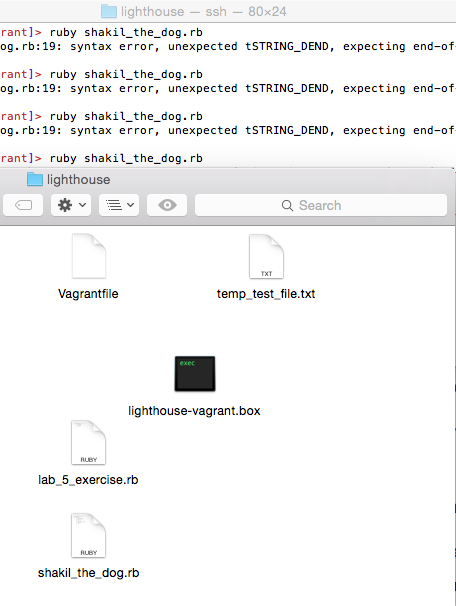 lighthouse — ssh — 80×24
rant]> ruby shakil_the_dog.rb
og.rb:19: syntax error, unexpected tSTRING_DEND, expecting end-of-
rant]> ruby shakil_the_dog.rb
og.rb:19: syntax error, unexpected tSTRING_DEND, expecting end-of-
rant]> ruby shakil_the_dog.rb
og.rb:19: syntax error, unexpected tSTRING_DEND, expecting end-of-
rant]> ruby shakil_the_dog.rb
lighthouse
Search
TXT
Vagrantfile temp_test_file.txt
exec
lighthouse-vagrant.box
RUBY
lab_5_exercise.rb
RUBY
shakil_the_dog.rb